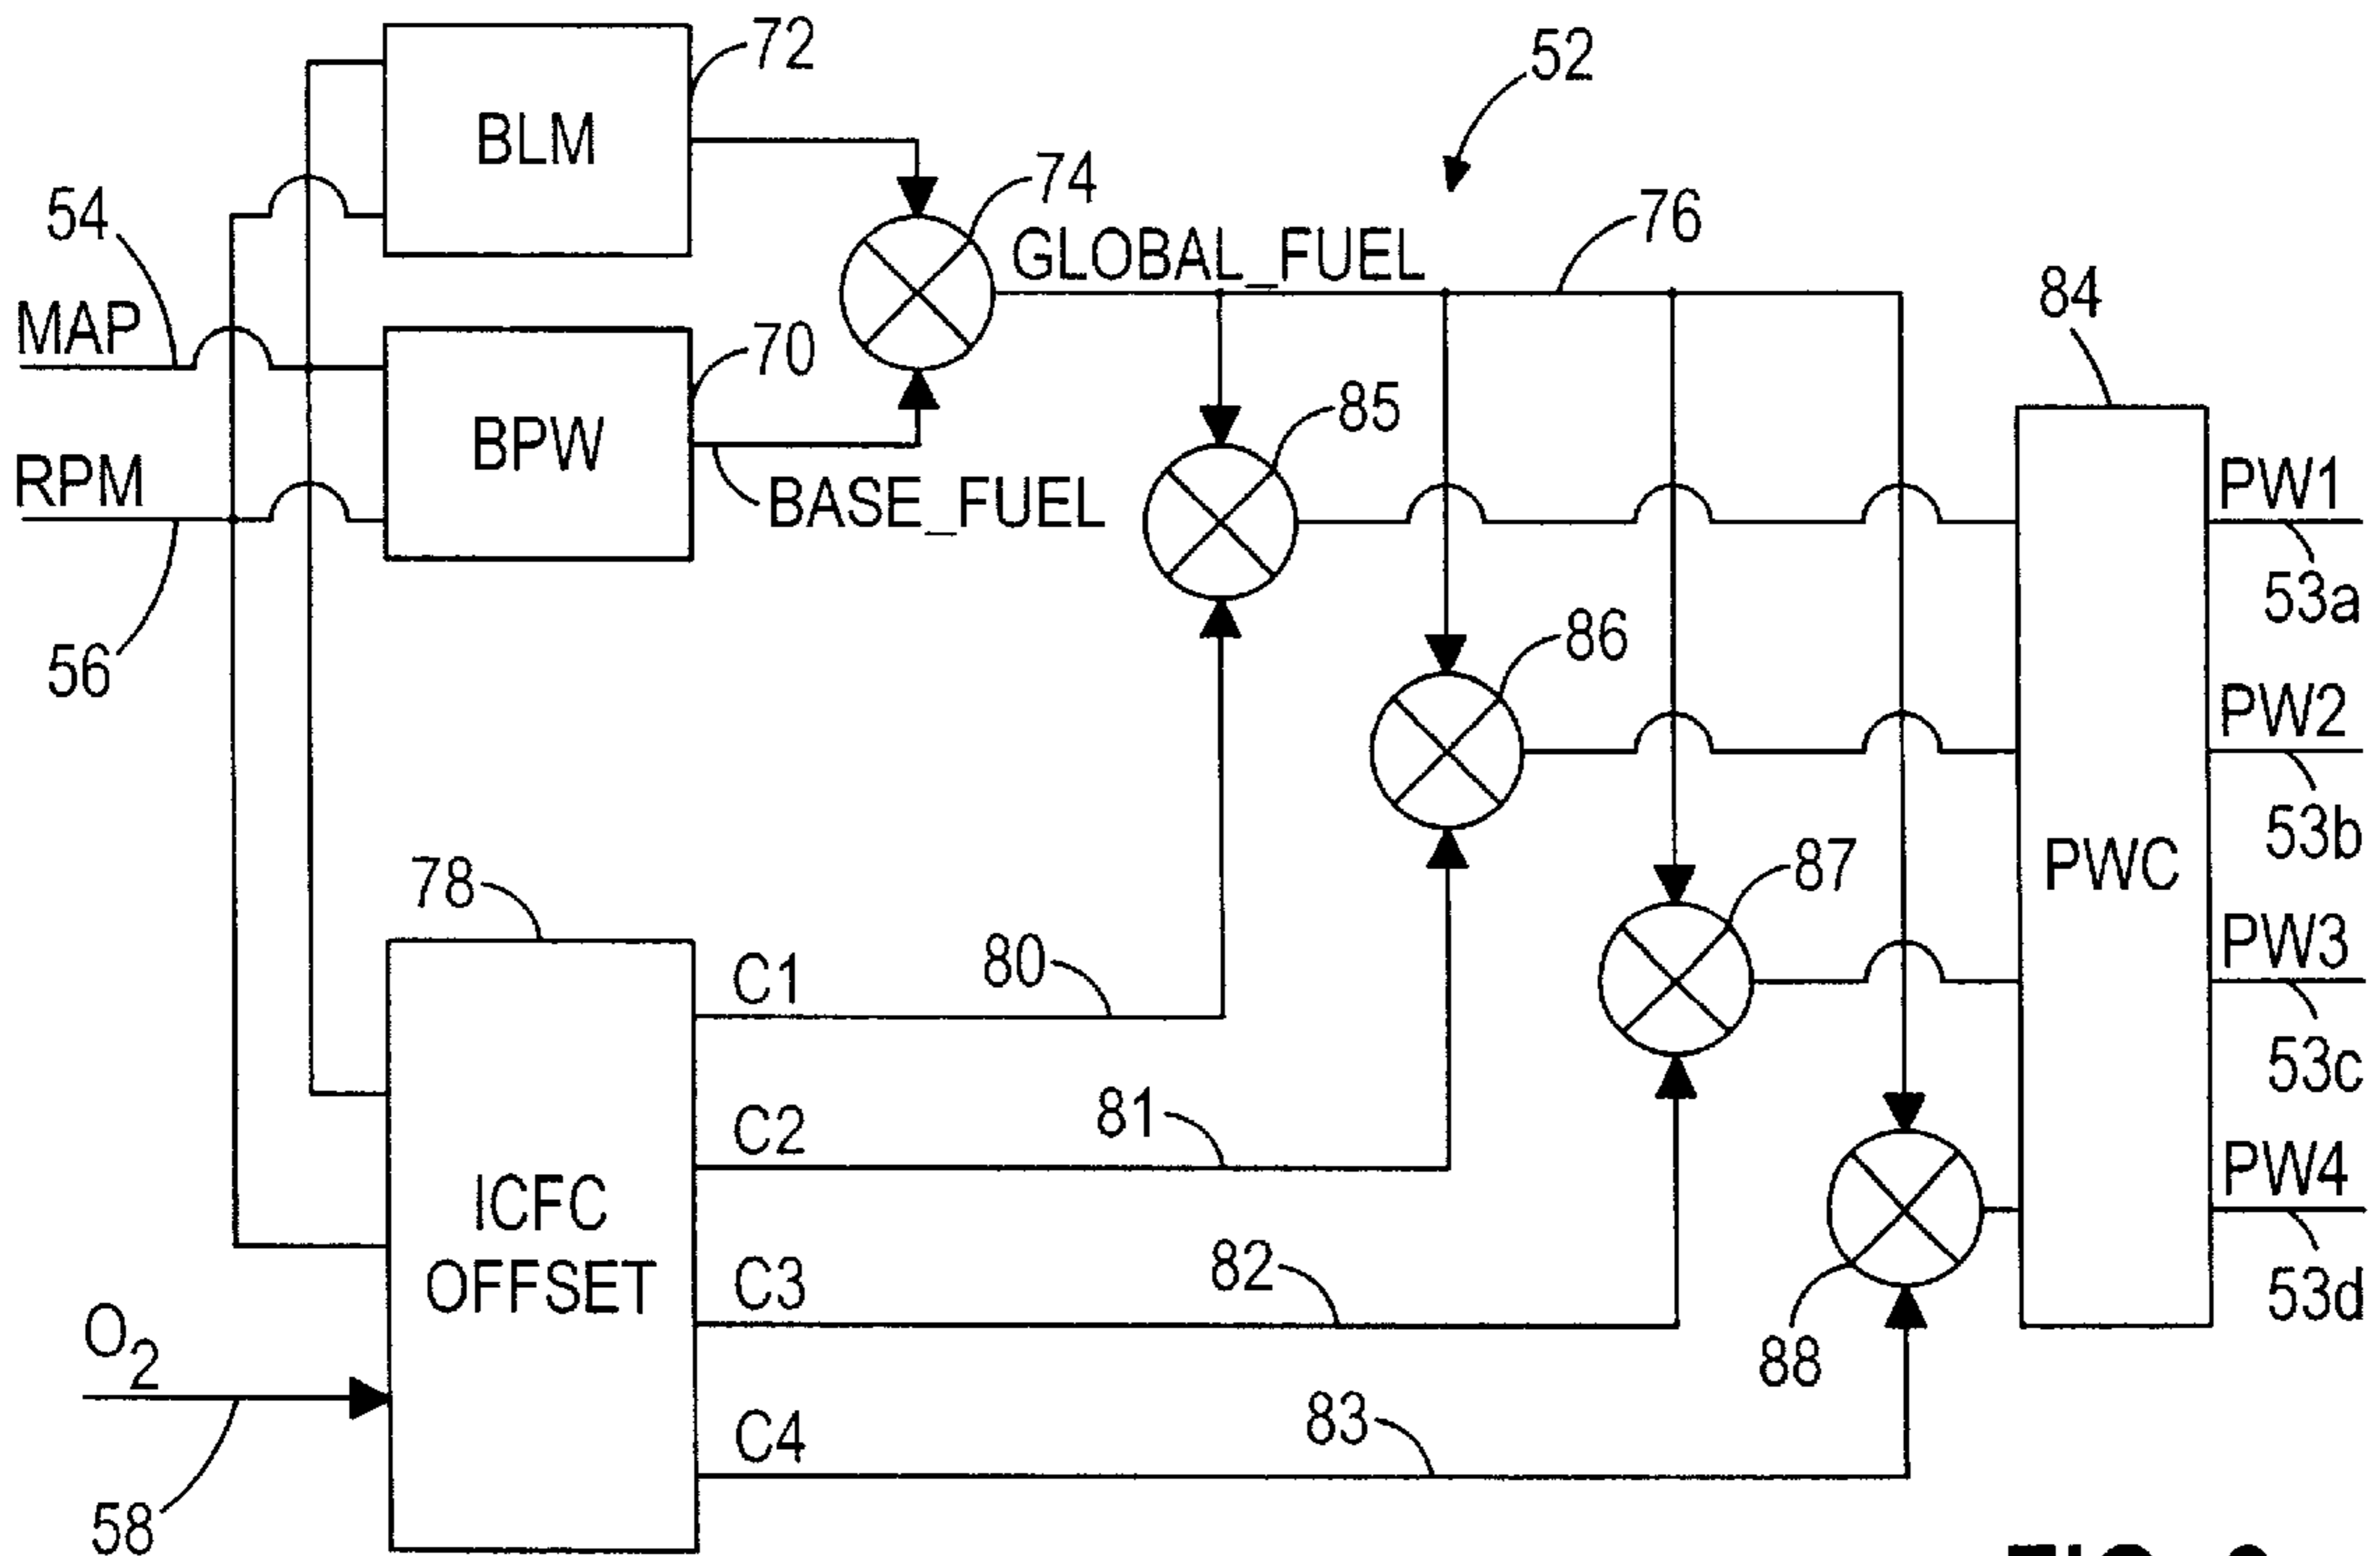 72
52
BLM
54
74
76
GLOBAL_FUEL
84
MAP
70
85
BPW
RPM
PW1
BASE_FUEL
53a
56
86
PW2
53b
PWC
78
87
80
C1
PW3
53c
81
C2
PW4
ICFC
OFFSET
82
C3
53d
O2
88
83
C4
58